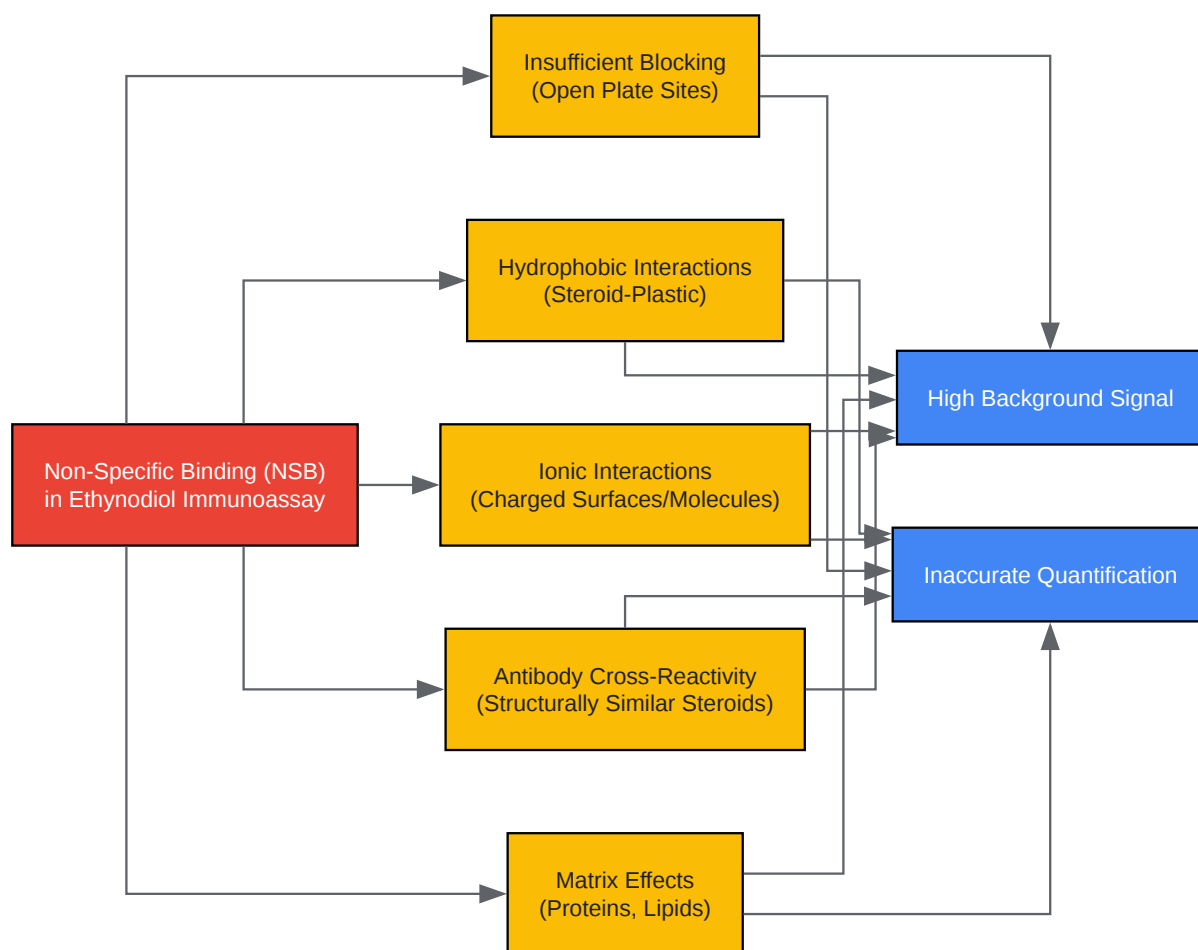 Insufficient Blocking
(Open Plate Sites)
Hydrophobic Interactions
(Steroid-Plastic)
High Background Signal
Non-Specific Binding (NSB)
in Ethynodiol Immunoassay
Ionic Interactions
(Charged Surfaces/Molecules)
Inaccurate Quantification
Antibody Cross-Reactivity
(Structurally Similar Steroids)
Matrix Effects
(Proteins, Lipids)